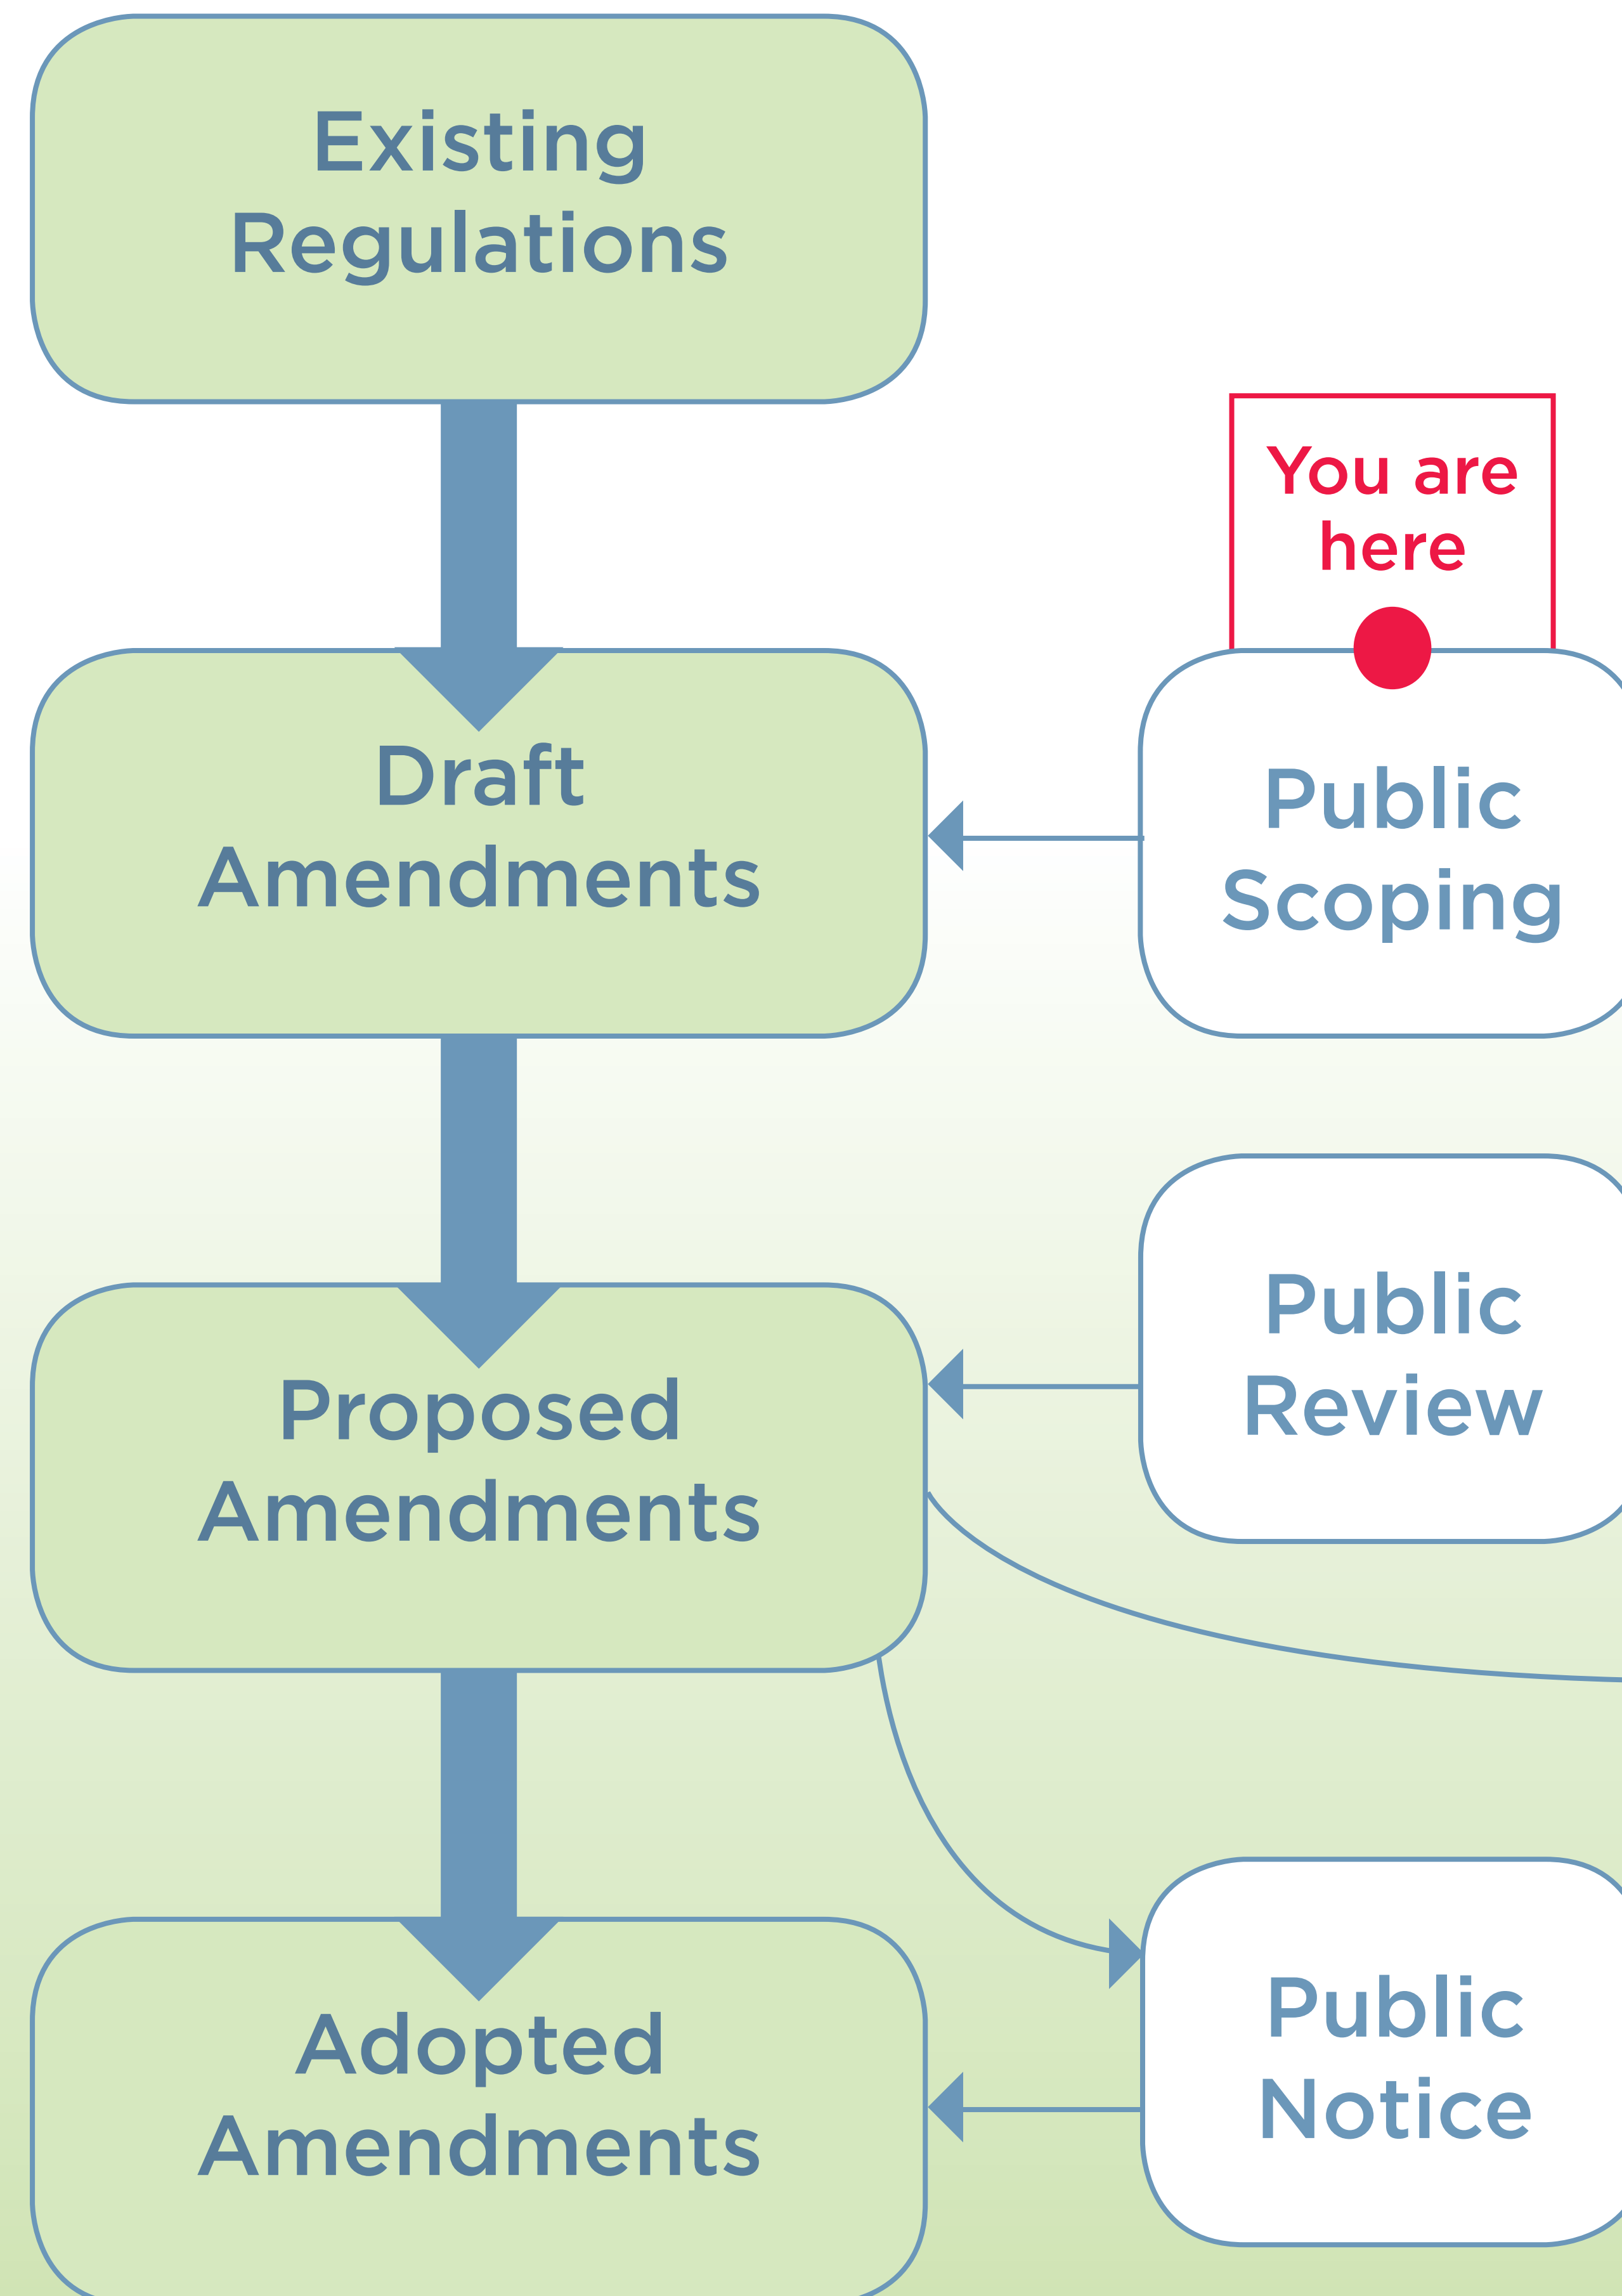 Existing
Regulations
You are
here
Draft
Amendments
Public
Scoping
Proposed
Amendments
Public
Review
Adopted
Amendments
Public
Notice